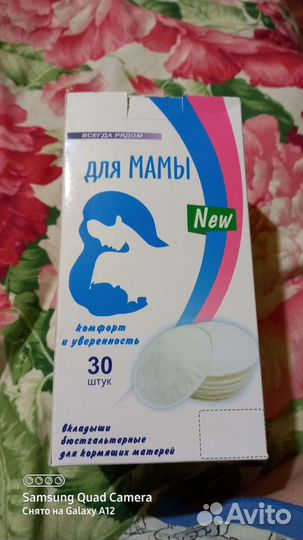 ВСЕГДА РЯДОМ
ДЛЯ МАМЫ
New
комфорт
и уверенность
30
штук
вкладыши
бюстгальтерные
для кормящих матерей
Samsung Quad Camera
Снято на Galaxy A12
Avito